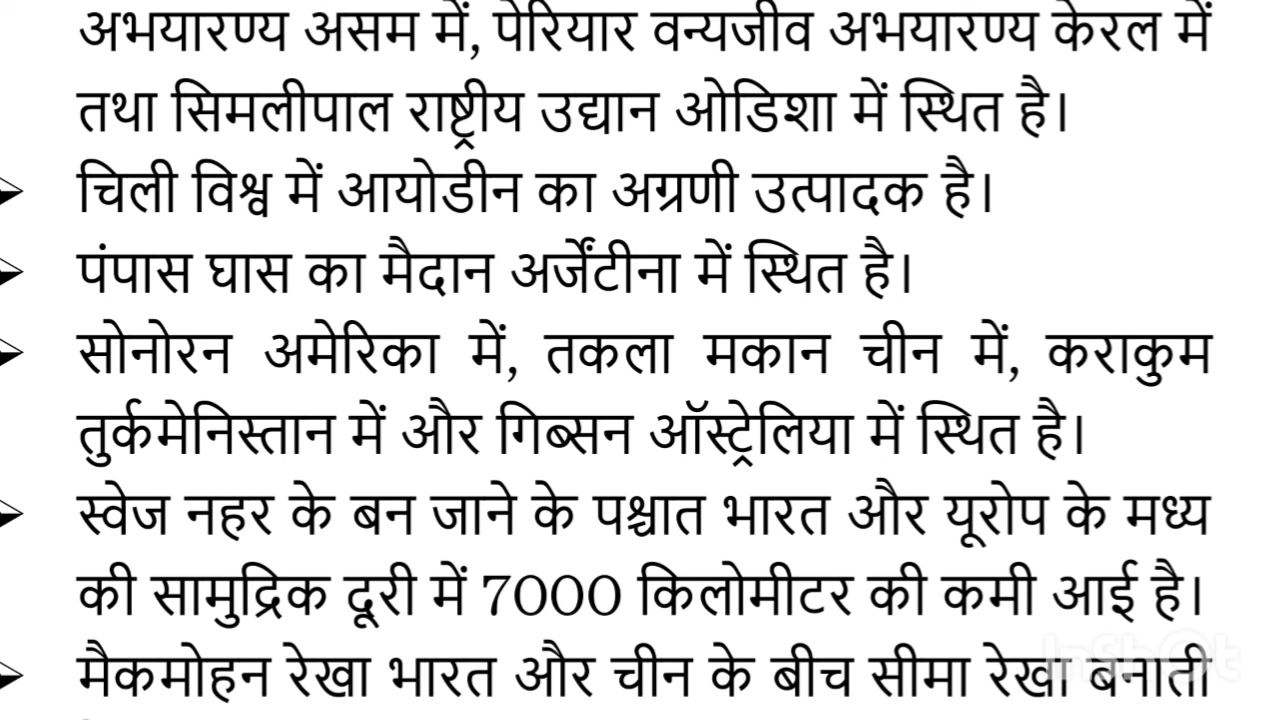 अभयारण्य असम में, पेरियार वन्यजीव अभयारण्य केरल में
तथा सिमलीपाल राष्ट्रीय उद्यान ओडिशा में स्थित है।
चिली विश्व में आयोडीन का अग्रणी उत्पादक है।
पंपास घास का मैदान अर्जेंटीना में स्थित है।
सोनोरन अमेरिका में, तकला मकान चीन में, कराकुम
तुर्कमेनिस्तान में और गिब्सन ऑस्ट्रेलिया में स्थित है।
स्वेज नहर के बन जाने के पश्चात भारत और यूरोप के मध्य
की सामुद्रिक दूरी में 7000 किलोमीटर की कमी आई है।
मैकमोहन रेखा भारत और चीन के बीच सीमा रेखा बनाती
InShOt